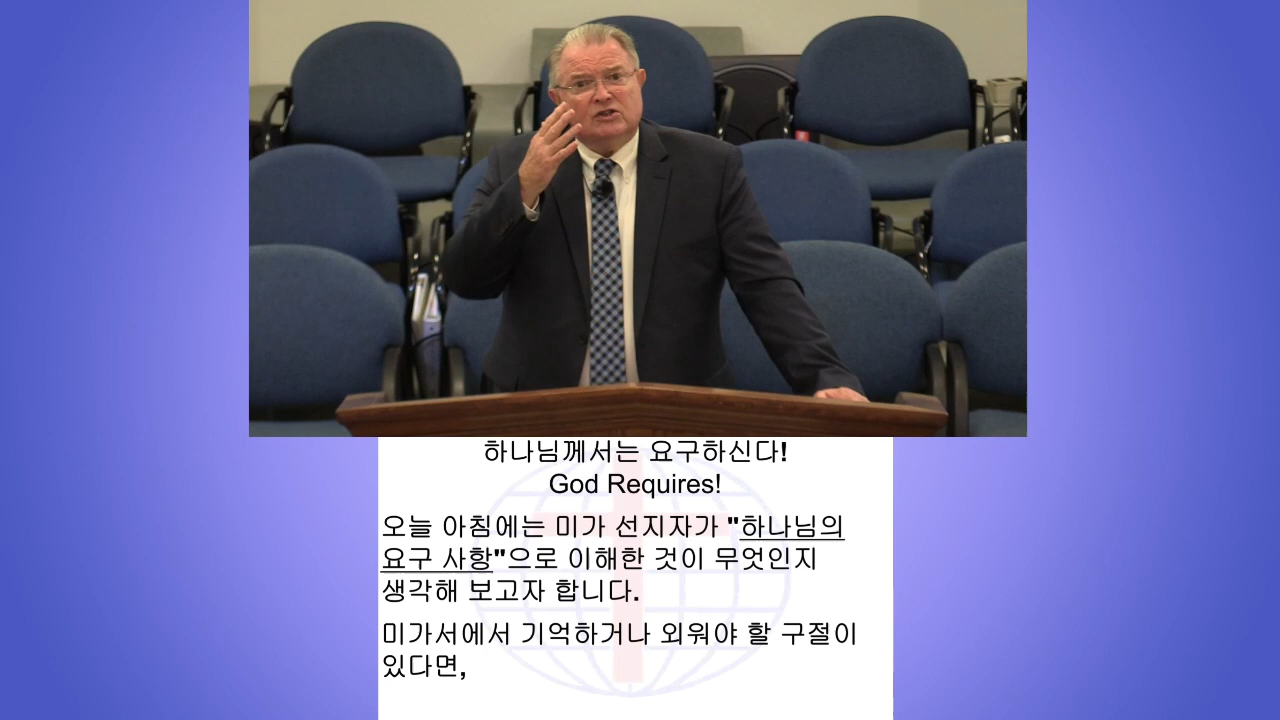 하나님께서는 요구하신다!
God Requires!
오늘 아침에는 미가 선지자가 "하나님의
요구 사항"으로 이해한 것이 무엇인지
생각해 보고자 합니다.
미가서에서 기억하거나 외워야 할 구절이
있다면,